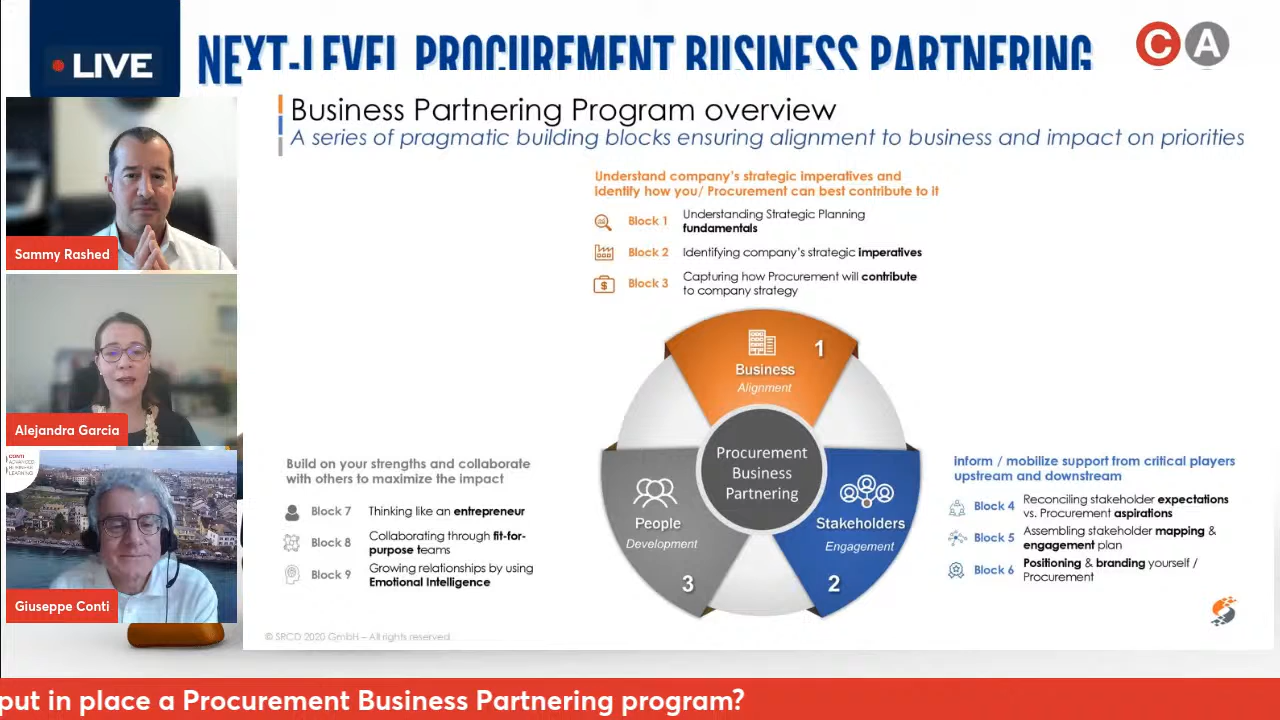 LIVE
NEXT-LEVEL PROCUREMENT BUSINESS PARTNERING
C A
Business Partnering Program overview
A series of pragmatic building blocks ensuring alignment to business and impact on priorities
Understand company's strategic imperatives and
identify how you/ Procurement can best contribute to it
Block 1 Understanding Strategic Planning
fundamentals
Block 2 Identifying company's strategic imperatives
Block 3 Capturing how Procurement will contribute
to company strategy
Sammy Rashed
Alejandra Garcia
CONTI
ADVANCED
BUSINESS
LEARNING
Giuseppe Conti
1
Business
Alignment
Procurement
Business
Partnering
People
Development
3
Stakeholders
Engagement
2
Build on your strengths and collaborate
with others to maximize the impact
Block 7 Thinking like an entrepreneur
Block 8 Collaborating through fit-for-
purpose teams
Block 9 Growing relationships by using
Emotional Intelligence
Inform / mobilize support from critical players
upstream and downstream
Block 4 Reconciling stakeholder expectations
vs. Procurement aspirations
Block 5 Assembling stakeholder mapping &
engagement plan
Block 6 Positioning & branding yourself /
Procurement
© SRCD 2020 GmbH – All rights reserved
put in place a Procurement Business Partnering program?